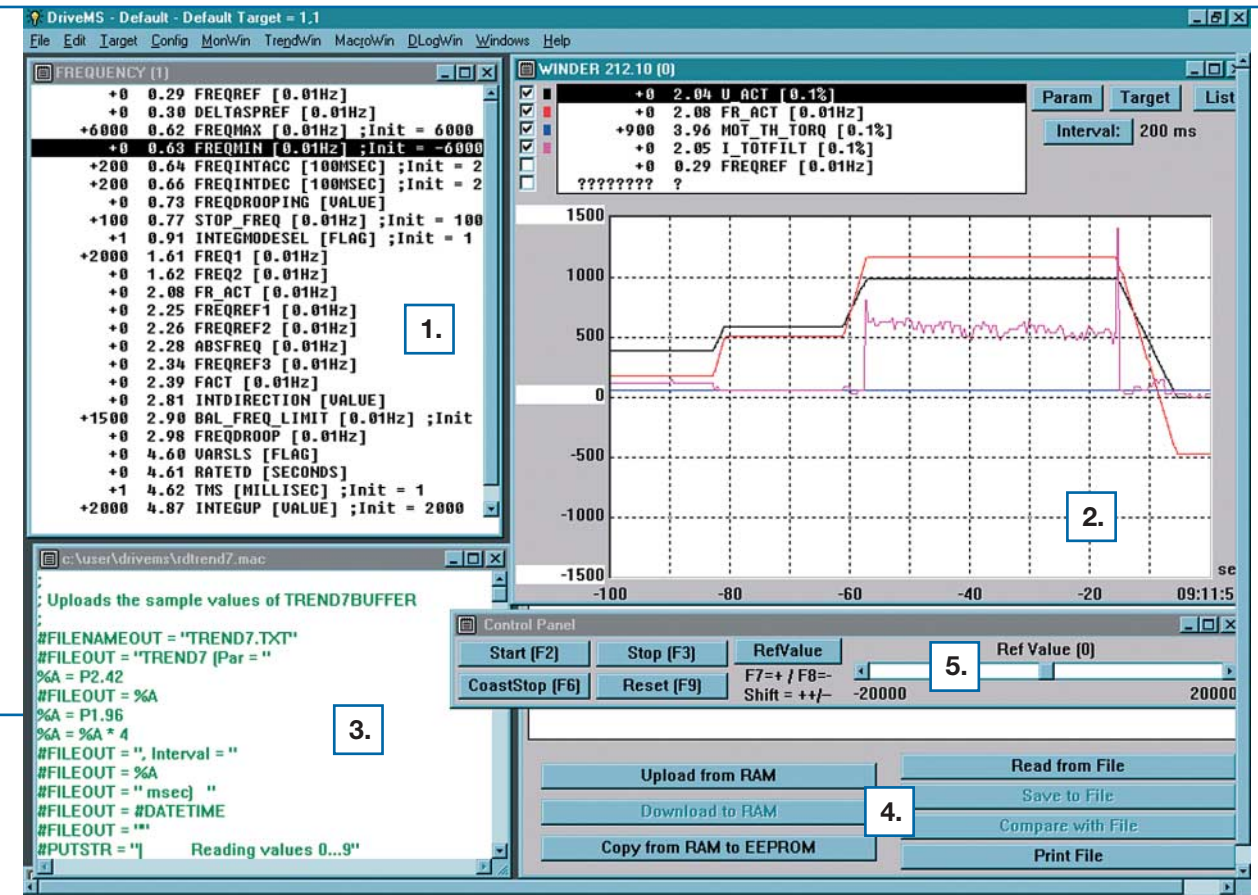 DriveMS - Default - Default Target = 1,1
File Edit Target Config MonWin TrendWin MacroWin DLogWin Windows Help
FREQUENCY (1)
+0 0.29 FREQREF [0.01Hz]
+0 0.30 DELTASPREF [0.01Hz]
+6000 0.62 FREQMAX [0.01Hz] ;Init = 6000
+0 0.63 FREQMIN [0.01Hz] ;Init = -6000
+200 0.64 FREQINTACC [100MSEC] ;Init = 2
+200 0.66 FREQINTDEC [100MSEC] ;Init = 2
+0 0.73 FREQDROOPING [VALUE]
+100 0.77 STOP_FREQ [0.01Hz] ;Init = 100
+1 0.91 INTEGMODESEL [FLAG] ;Init = 1
+2000 1.61 FREQ1 [0.01Hz]
+0 1.62 FREQ2 [0.01Hz]
+0 2.08 FR_ACT [0.01Hz]
+0 2.25 FREQREF1 [0.01Hz]
+0 2.26 FREQREF2 [0.01Hz]
+0 2.28 ABSFREQ [0.01Hz]
+0 2.34 FREQREF3 [0.01Hz]
+0 2.39 FACT [0.01Hz]
+0 2.81 INTDIRECTION [VALUE]
+1500 2.90 BAL_FREQ_LIMIT [0.01Hz] ;Init
+0 2.98 FREQDROOP [0.01Hz]
+0 4.60 VARSLS [FLAG]
+0 4.61 RATETD [SECONDS]
+1 4.62 TMS [MILLISEC] ;Init = 1
+2000 4.87 INTEGUP [VALUE] ;Init = 2000
1.
WINDER 212.10 (0)
+0 2.04 U_ACT [0.1%]
+0 2.08 FR_ACT [0.01Hz]
+900 3.96 MOT_TH_TORQ [0.1%]
+0 2.05 I_TOTFILT [0.1%]
+0 0.29 FREQREF [0.01Hz]
???????? ?
Param Target List
Interval: 200 ms
1500
1000
500
0
-500
-1000
-1500
2.
se
-100 -80 -60 -40 -20 09:11:5
c:\user\drivems\rdtrend7.mac
;
; Uploads the sample values of TREND7BUFFER
;
#FILENAMEOUT = "TREND7.TXT"
#FILEOUT = "TREND7 (Par = "
%A = P2.42
#FILEOUT = %A
%A = P1.96
%A = %A * 4
#FILEOUT = ", Interval = "
#FILEOUT = %A
#FILEOUT = " msec) "
#FILEOUT = #DATETIME
#FILEOUT = ""
#PUTSTR = "| Reading values 0...9"
3.
Control Panel
Start (F2) Stop (F3) RefValue
CoastStop (F6) Reset (F9) F7=+ / F8=-
Shift = ++/--
Ref Value (0)
5.
-20000 20000
Upload from RAM
Download to RAM
Copy from RAM to EEPROM
4.
Read from File
Save to File
Compare with File
Print File